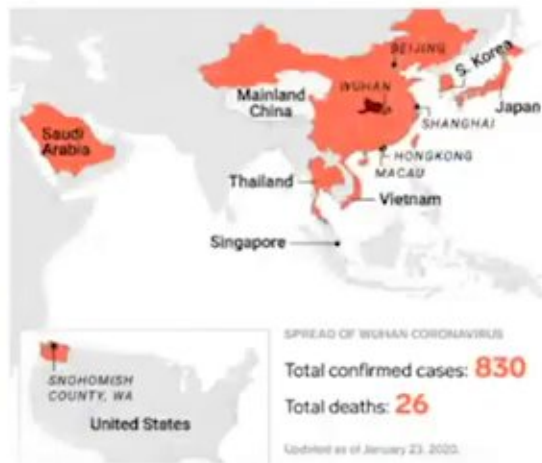 BEIJING
S. Korea
WUHAN
Mainland
China
Japan
SHANGHAI
Saudi
Arabia
HONGKONG
MACAU
Thailand
Vietnam
Singapore
SPREAD OF WUHAN CORONAVIRUS
Total confirmed cases: 830
SNOHOMISH
COUNTY, WA
Total deaths: 26
United States
Updated as of January 23, 2020.